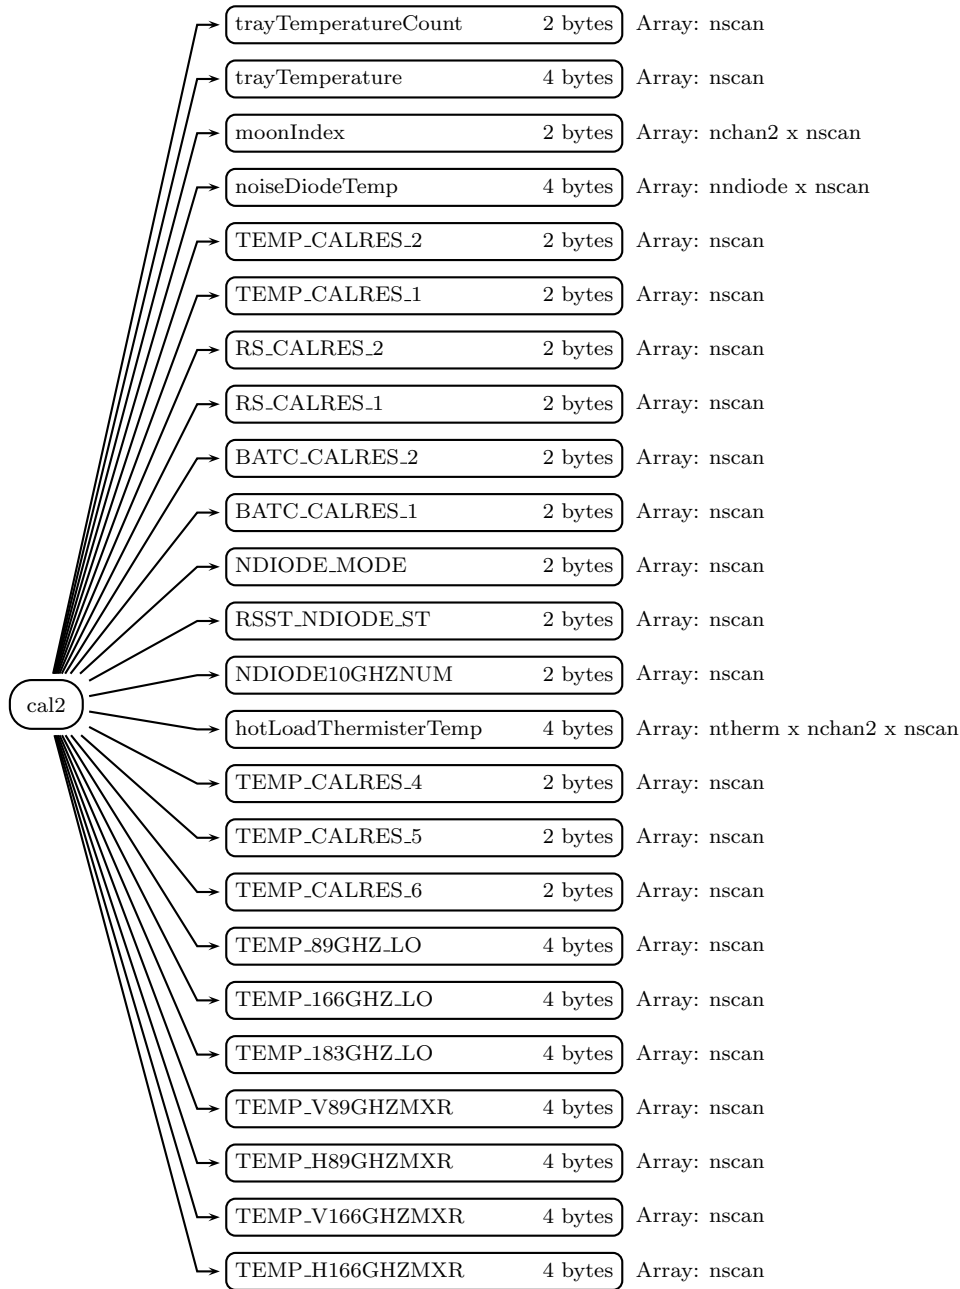 trayTemperatureCount 2 bytes Array: nscan
trayTemperature 4 bytes Array: nscan
moonIndex 2 bytes Array: nchan2 x nscan
noiseDiodeTemp 4 bytes Array: nndiode x nscan
TEMP_CALRES_2 2 bytes Array: nscan
TEMP_CALRES_1 2 bytes Array: nscan
RS_CALRES_2 2 bytes Array: nscan
RS_CALRES_1 2 bytes Array: nscan
BATC_CALRES_2 2 bytes Array: nscan
BATC_CALRES_1 2 bytes Array: nscan
NDIODE_MODE 2 bytes Array: nscan
RSST_NDIODE_ST 2 bytes Array: nscan
NDIODE10GHZNUM 2 bytes Array: nscan
cal2
hotLoadThermisterTemp 4 bytes Array: ntherm x nchan2 x nscan
TEMP_CALRES_4 2 bytes Array: nscan
TEMP_CALRES_5 2 bytes Array: nscan
TEMP_CALRES_6 2 bytes Array: nscan
TEMP_89GHZ_LO 4 bytes Array: nscan
TEMP_166GHZ_LO 4 bytes Array: nscan
TEMP_183GHZ_LO 4 bytes Array: nscan
TEMP_V89GHZMXR 4 bytes Array: nscan
TEMP_H89GHZMXR 4 bytes Array: nscan
TEMP_V166GHZMXR 4 bytes Array: nscan
TEMP_H166GHZMXR 4 bytes Array: nscan